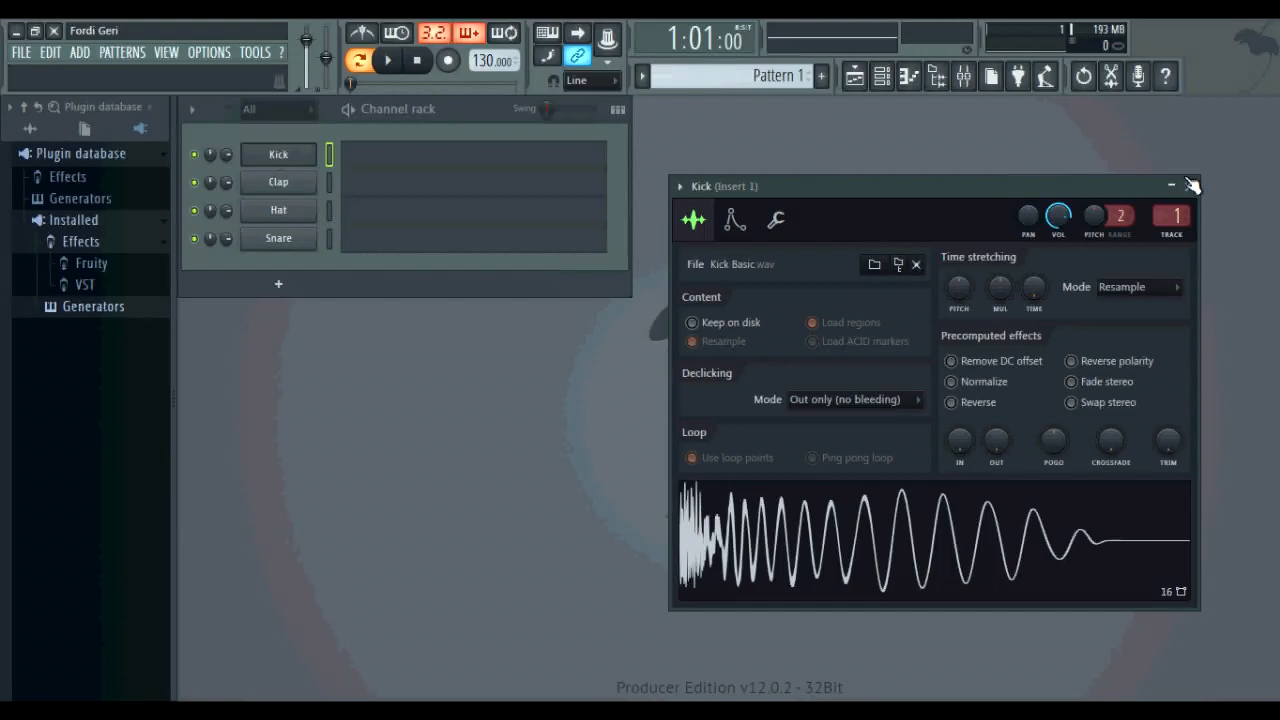 Fordi Geri
FILE EDIT ADD PATTERNS VIEW OPTIONS TOOLS ?
3.2.
130.000
1:01:00
B:S:T
1
193 MB
0
Line
Pattern 1
+
?
Plugin database
Plugin database
Effects
Generators
Installed
Effects
Fruity
VST
Generators
All
Channel rack
Swing
Kick
Clap
Hat
Snare
+
Kick (Insert 1)
2
1
PAN
VOL
PITCH RANGE
TRACK
File Kick Basic.wav
Content
Keep on disk
Load regions
Resample
Load ACID markers
Declicking
Mode Out only (no bleeding)
Loop
Use loop points
Ping pong loop
Time stretching
Mode Resample
PITCH
MUL
TIME
Precomputed effects
Remove DC offset
Reverse polarity
Normalize
Fade stereo
Reverse
Swap stereo
IN
OUT
POGO
CROSSFADE
TRIM
16
Producer Edition v12.0.2 - 32Bit